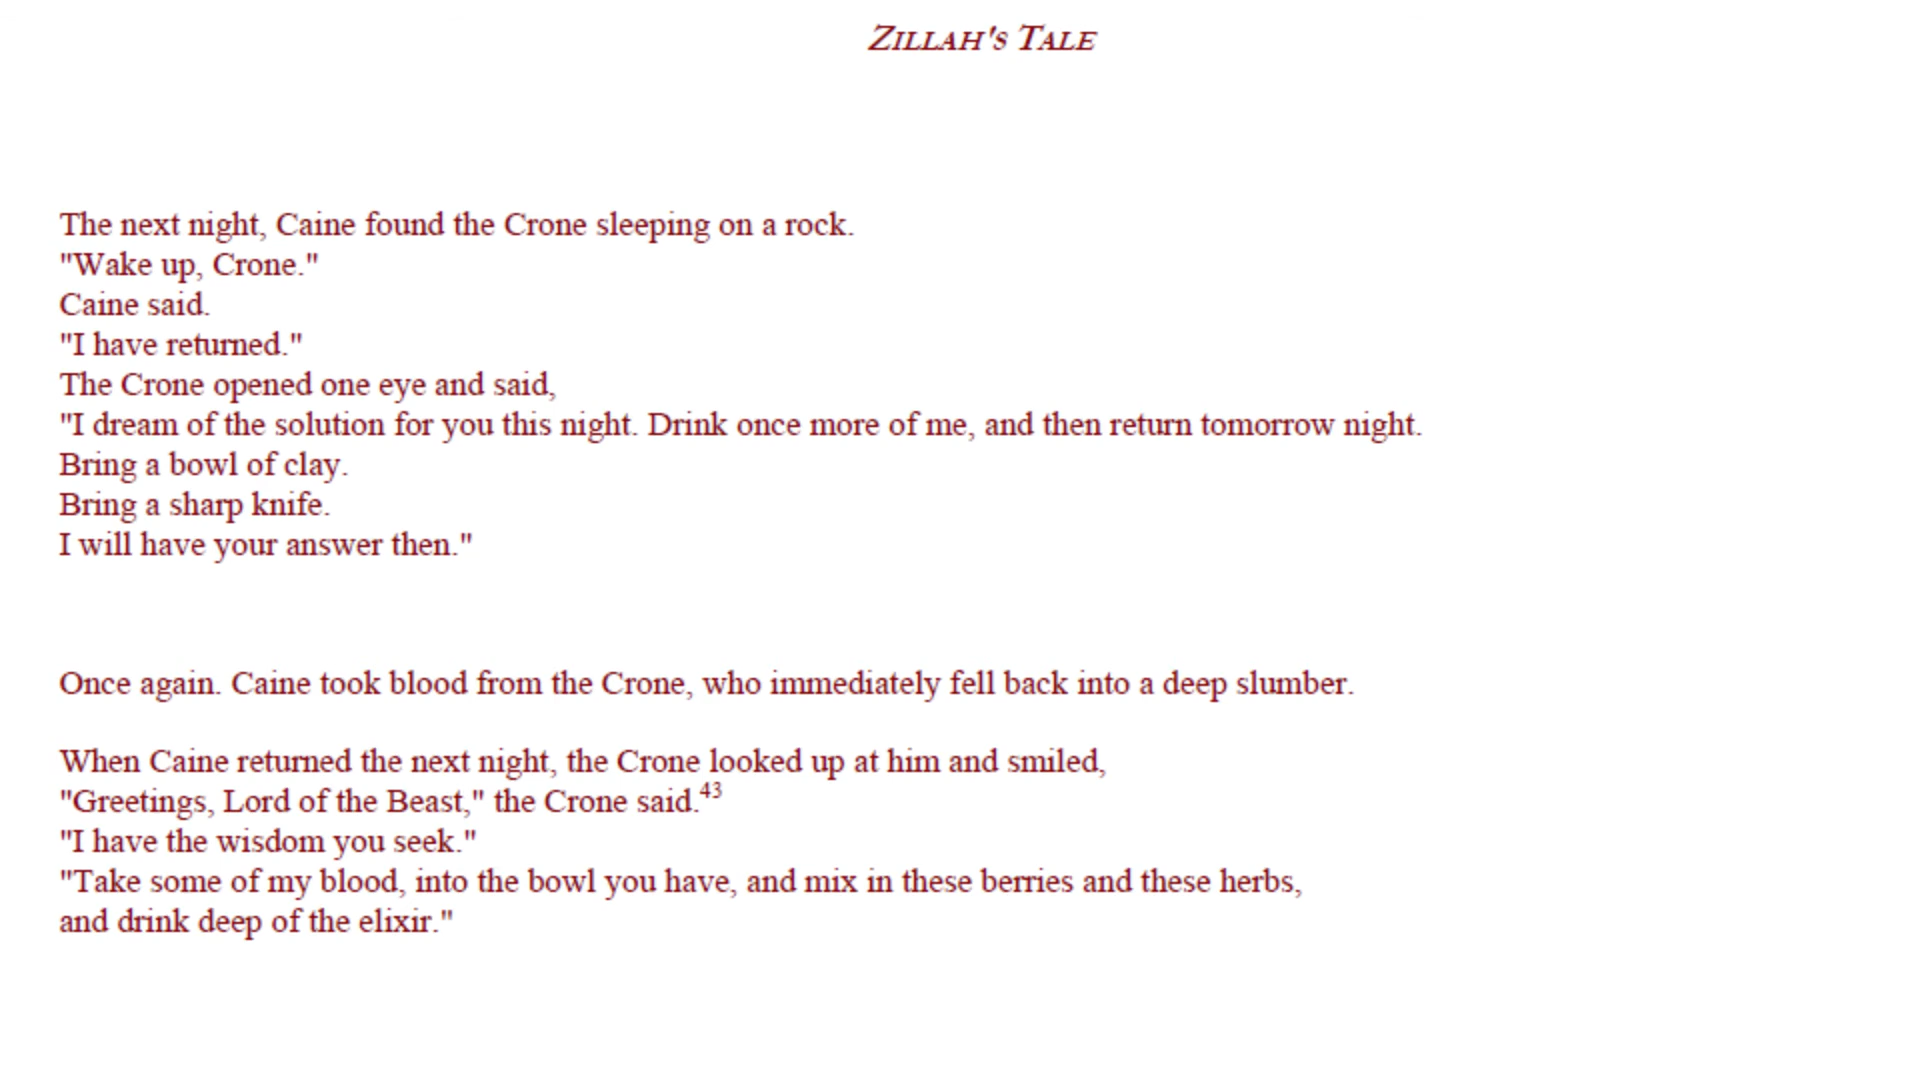 ZILLAH'S TALE
The next night, Caine found the Crone sleeping on a rock.
"Wake up, Crone."
Caine said.
"I have returned."
The Crone opened one eye and said,
"I dream of the solution for you this night. Drink once more of me, and then return tomorrow night.
Bring a bowl of clay.
Bring a sharp knife.
I will have your answer then."
Once again. Caine took blood from the Crone, who immediately fell back into a deep slumber.
When Caine returned the next night, the Crone looked up at him and smiled,
"Greetings, Lord of the Beast," the Crone said.43
"I have the wisdom you seek."
"Take some of my blood, into the bowl you have, and mix in these berries and these herbs,
and drink deep of the elixir."